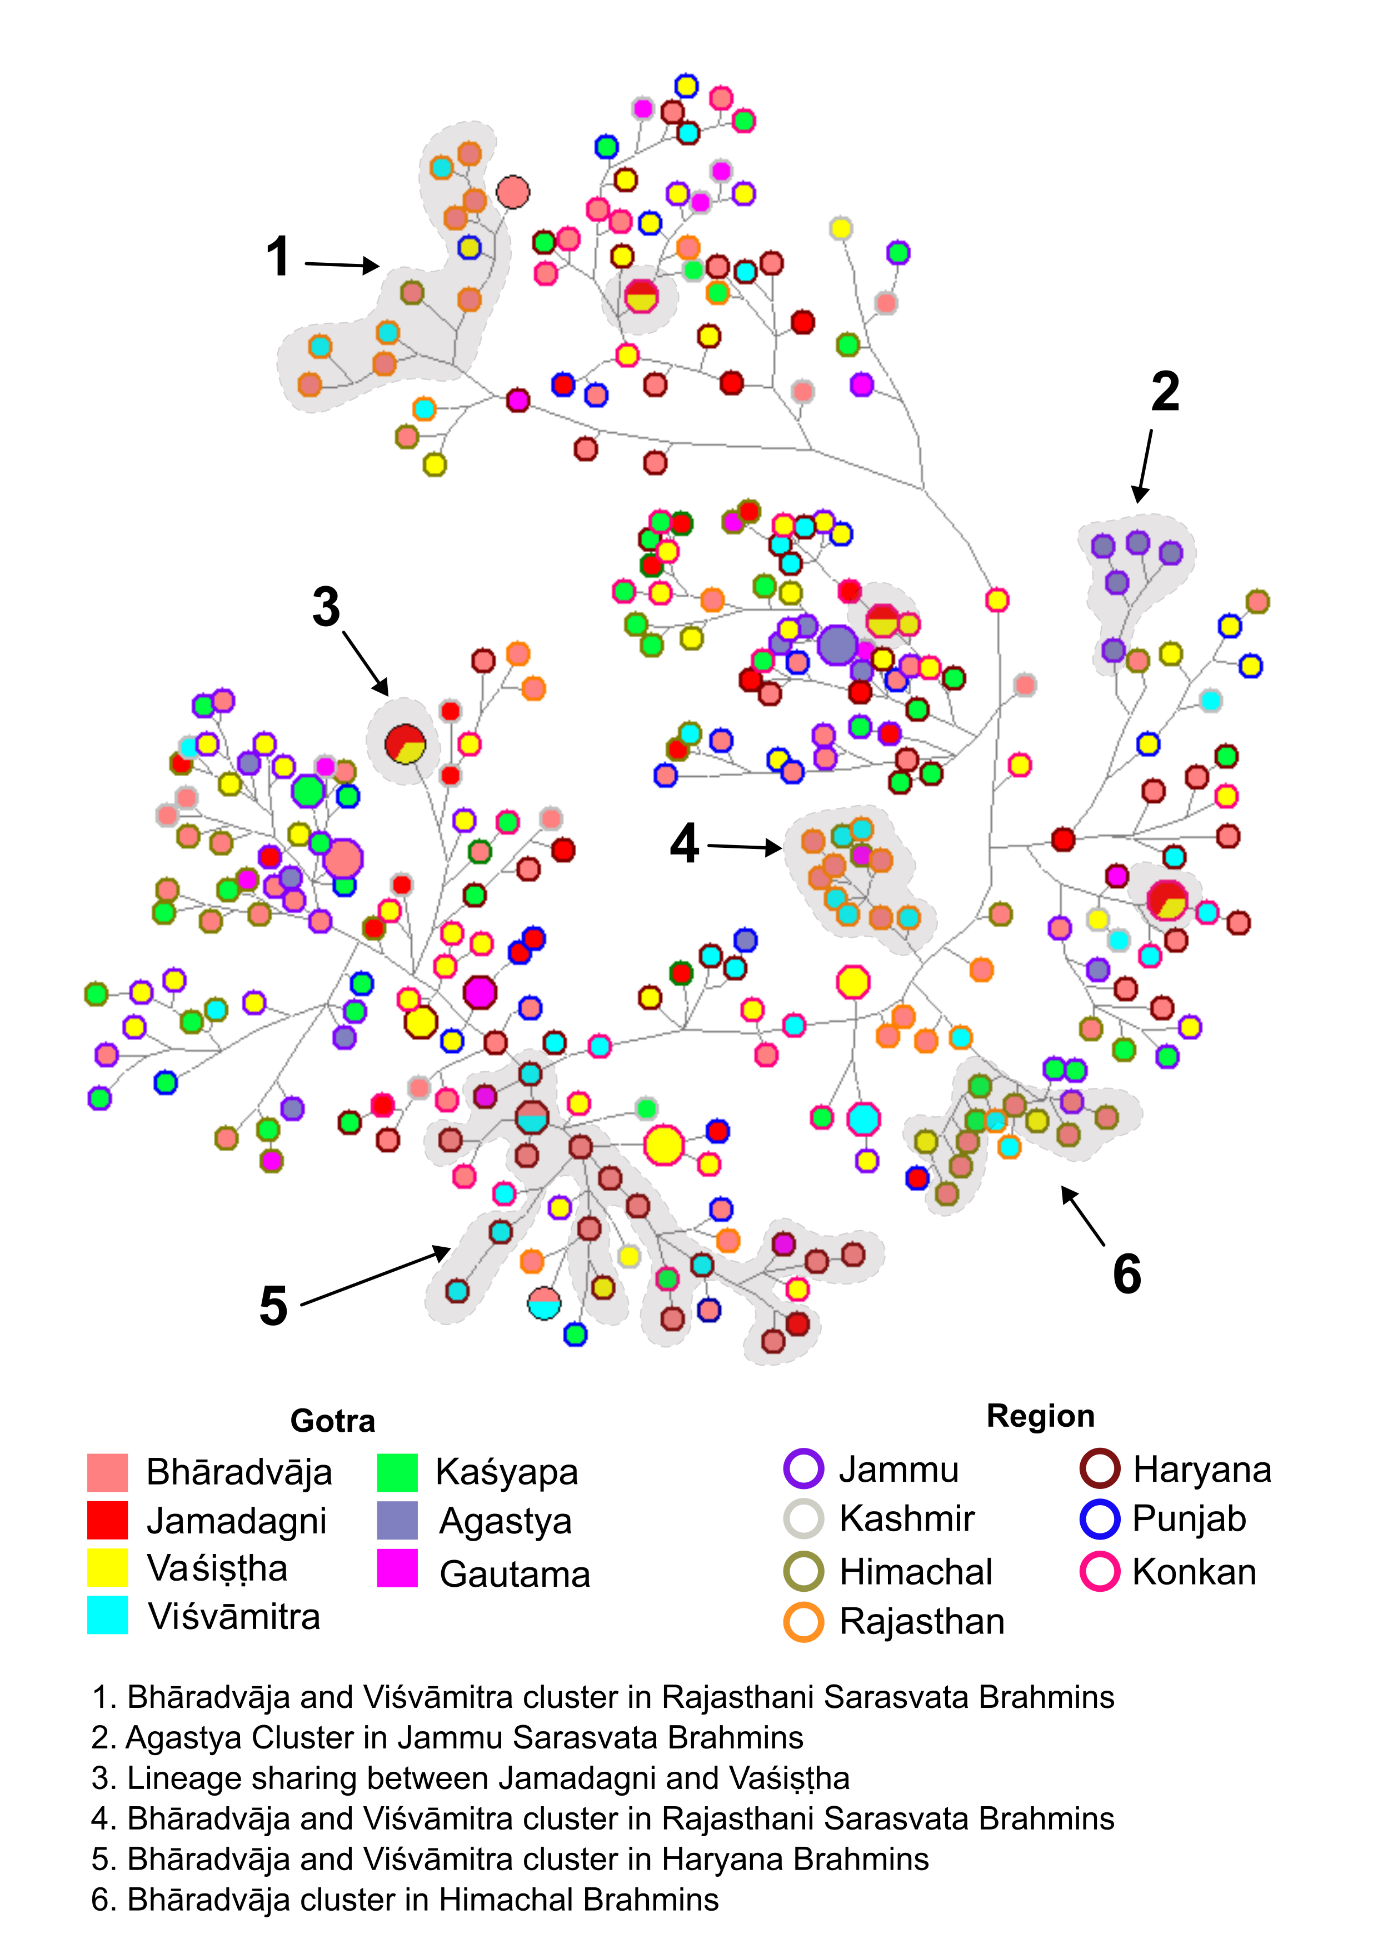 1
2
3
4
5
6
Gotra
Bhāradvāja
Jamadagni
Vaśiṣṭha
Viśvāmitra
Kaśyapa
Agastya
Gautama
Region
Jammu
Kashmir
Himachal
Rajasthan
Haryana
Punjab
Konkan
1. Bhāradvāja and Viśvāmitra cluster in Rajasthani Sarasvata Brahmins
2. Agastya Cluster in Jammu Sarasvata Brahmins
3. Lineage sharing between Jamadagni and Vaśiṣṭha
4. Bhāradvāja and Viśvāmitra cluster in Rajasthani Sarasvata Brahmins
5. Bhāradvāja and Viśvāmitra cluster in Haryana Brahmins
6. Bhāradvāja cluster in Himachal Brahmins